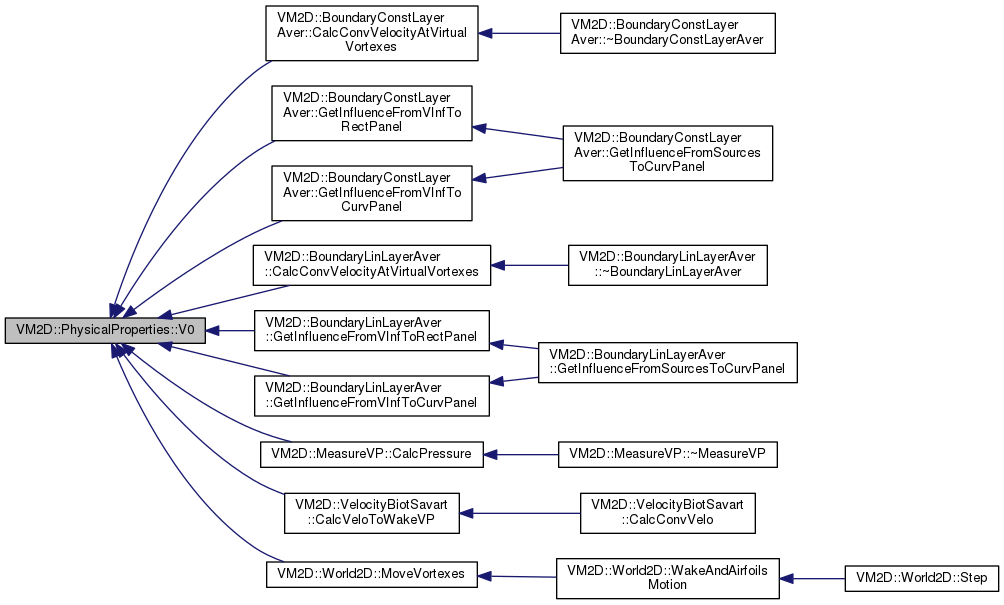 VM2D::PhysicalProperties::V0
VM2D::BoundaryConstLayer
Aver::CalcConvVelocityAtVirtual
Vortexes
VM2D::BoundaryConstLayer
Aver::~BoundaryConstLayerAver
VM2D::BoundaryConstLayer
Aver::GetInfluenceFromVInfTo
RectPanel
VM2D::BoundaryConstLayer
Aver::GetInfluenceFromSources
ToCurvPanel
VM2D::BoundaryConstLayer
Aver::GetInfluenceFromVInfTo
CurvPanel
VM2D::BoundaryLinLayerAver
::CalcConvVelocityAtVirtualVortexes
VM2D::BoundaryLinLayerAver
::~BoundaryLinLayerAver
VM2D::BoundaryLinLayerAver
::GetInfluenceFromVInfToRectPanel
VM2D::BoundaryLinLayerAver
::GetInfluenceFromSourcesToCurvPanel
VM2D::BoundaryLinLayerAver
::GetInfluenceFromVInfToCurvPanel
VM2D::MeasureVP::CalcPressure
VM2D::MeasureVP::~MeasureVP
VM2D::VelocityBiotSavart
::CalcVeloToWakeVP
VM2D::VelocityBiotSavart
::CalcConvVelo
VM2D::World2D::MoveVortexes
VM2D::World2D::WakeAndAirfoils
Motion
VM2D::World2D::Step